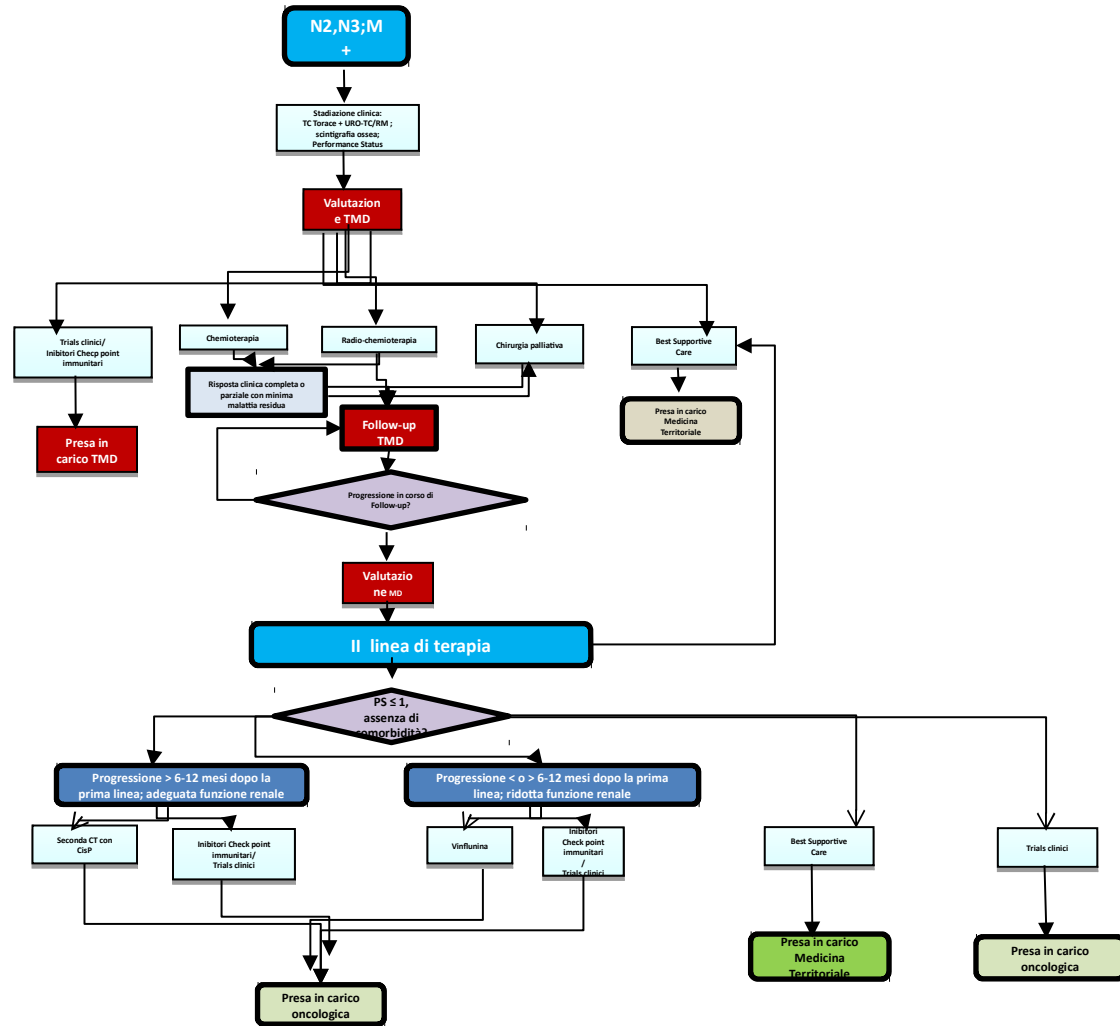 N2,N3;M
+
Stadiazione clinica:
TC Torace + URO-TC/RM ;
scintigrafia ossea;
Performance Status
Valutazion
e TMD
Trials clinici/
Inibitori Checp point
immunitari
Chemioterapia
Radio-chemioterapia
Chirurgia palliativa
Best Supportive
Care
Risposta clinica completa o
parziale con minima
malattia residua
Presa in carico
Medicina
Territoriale
Presa in
carico TMD
Follow-up
TMD
Progressione in corso di
Follow-up?
Valutazio
ne MD
II linea di terapia
PS ≤ 1,
assenza di
comorbidità?
Progressione > 6-12 mesi dopo la
prima linea; adeguata funzione renale
Progressione < o > 6-12 mesi dopo la prima
linea; ridotta funzione renale
Seconda CT con
CisP
Inibitori Check point
immunitari/
Trials clinici
Vinflunina
Inibitori
Check point
immunitari
/
Trials clinici
Best Supportive
Care
Trials clinici
Presa in carico
Medicina
Territoriale
Presa in carico
oncologica
Presa in carico
oncologica